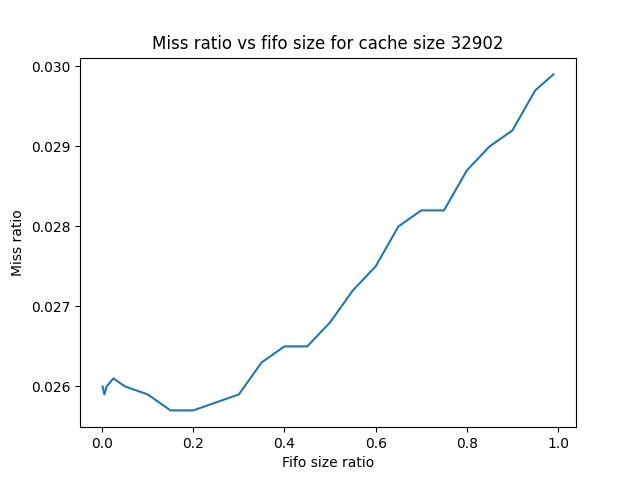 Miss ratio vs fifo size for cache size 32902
0.030
0.029
0.028
0.027
0.026
Miss ratio
0.0 0.2 0.4 0.6 0.8 1.0
Fifo size ratio